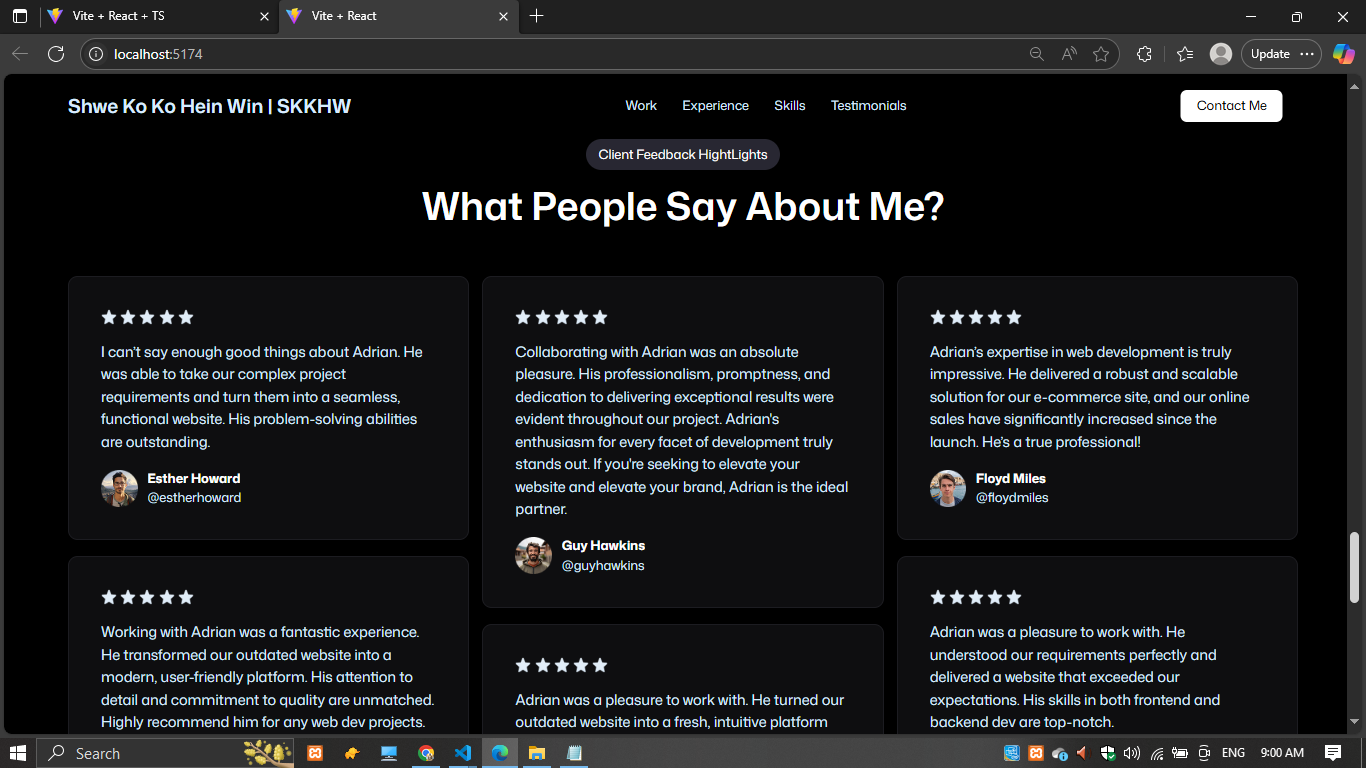 Vite + React + TS
Vite + React
localhost:5174
Update
Shwe Ko Ko Hein Win | SKKHW
Work
Experience
Skills
Testimonials
Contact Me
Client Feedback HightLights
What People Say About Me?
I can't say enough good things about Adrian. He
was able to take our complex project
requirements and turn them into a seamless,
functional website. His problem-solving abilities
are outstanding.
Esther Howard
@estherhoward
Collaborating with Adrian was an absolute
pleasure. His professionalism, promptness, and
dedication to delivering exceptional results were
evident throughout our project. Adrian's
enthusiasm for every facet of development truly
stands out. If you're seeking to elevate your
website and elevate your brand, Adrian is the ideal
partner.
Guy Hawkins
@guyhawkins
Adrian's expertise in web development is truly
impressive. He delivered a robust and scalable
solution for our e-commerce site, and our online
sales have significantly increased since the
launch. He's a true professional!
Floyd Miles
@floydmiles
Working with Adrian was a fantastic experience.
He transformed our outdated website into a
modern, user-friendly platform. His attention to
detail and commitment to quality are unmatched.
Highly recommend him for any web dev projects.
Adrian was a pleasure to work with. He turned our
outdated website into a fresh, intuitive platform
Adrian was a pleasure to work with. He
understood our requirements perfectly and
delivered a website that exceeded our
expectations. His skills in both frontend and
backend dev are top-notch.
Search
ENG
9:00 AM